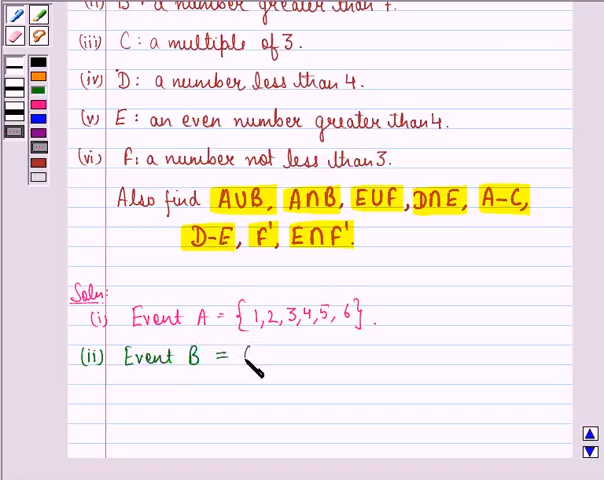 (iii) C : a multiple of 3.
(iv) D: a number less than 4.
(v) E : an even number greater than 4.
(vi) f: a number not less than 3.
Also find A∪B, A∩B, E∪F, D∩E, A-C,
D-E, F', E∩F'.
Soln:
(i) Event A = {1,2,3,4,5,6}.
(ii) Event B =